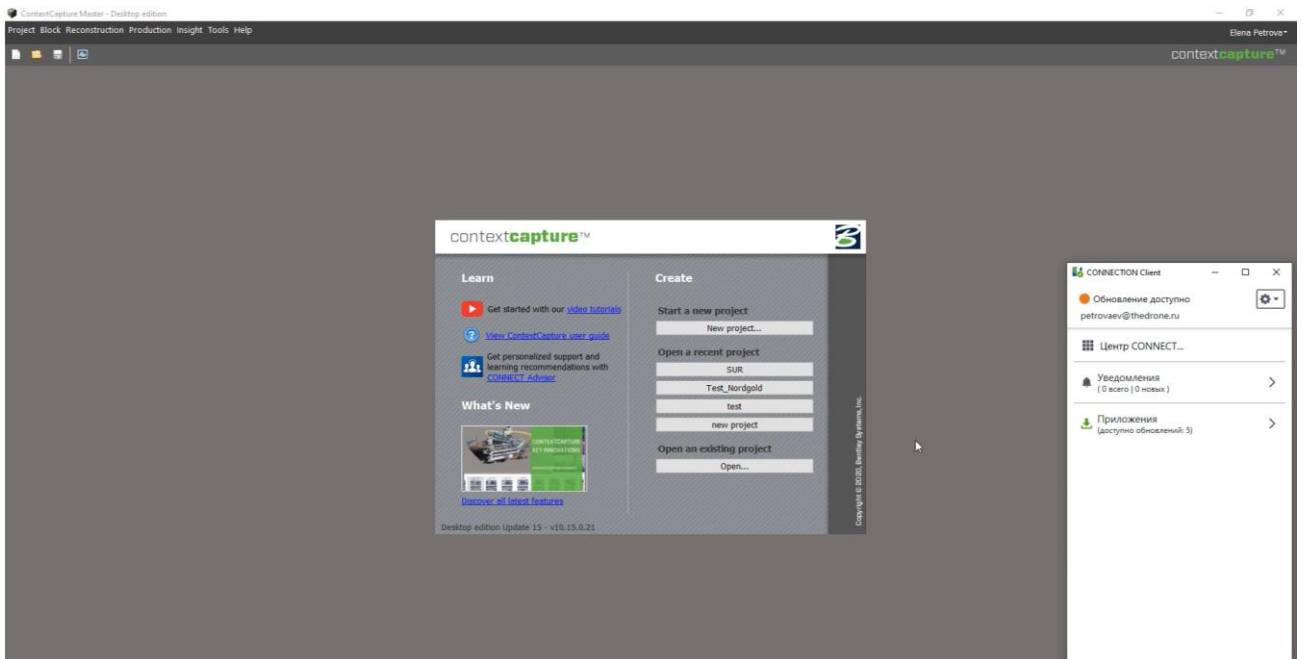 ContextCapture Master - Desktop edition
Project Block Reconstruction Production Insight Tools Help
Elena Petrova
contextcapture™
contextcapture™
Learn
Get started with our video tutorials
View ContextCapture user guide
Get personalized support and
learning recommendations with
CONNECT Advisor
What's New
CONTEXTCAPTURE
KEY INNOVATIONS
Discover all latest features
Desktop edition Update 15 - v10.15.0.21
Create
Start a new project
New project...
Open a recent project
SUR
Test_Nordgold
test
new project
Open an existing project
Open...
Copyright © 2020, Bentley Systems, Inc.
CONNECTION Client
Обновление доступно
petrovaev@thedrone.ru
Центр CONNECT...
Уведомления
( 0 всего | 0 новых )
Приложения
(доступно обновлений: 5)